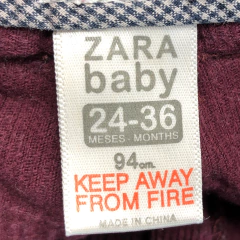 ZARA
baby
24-36
MESES - MONTHS
94cm.
KEEP AWAY
FROM FIRE
MADE IN CHINA